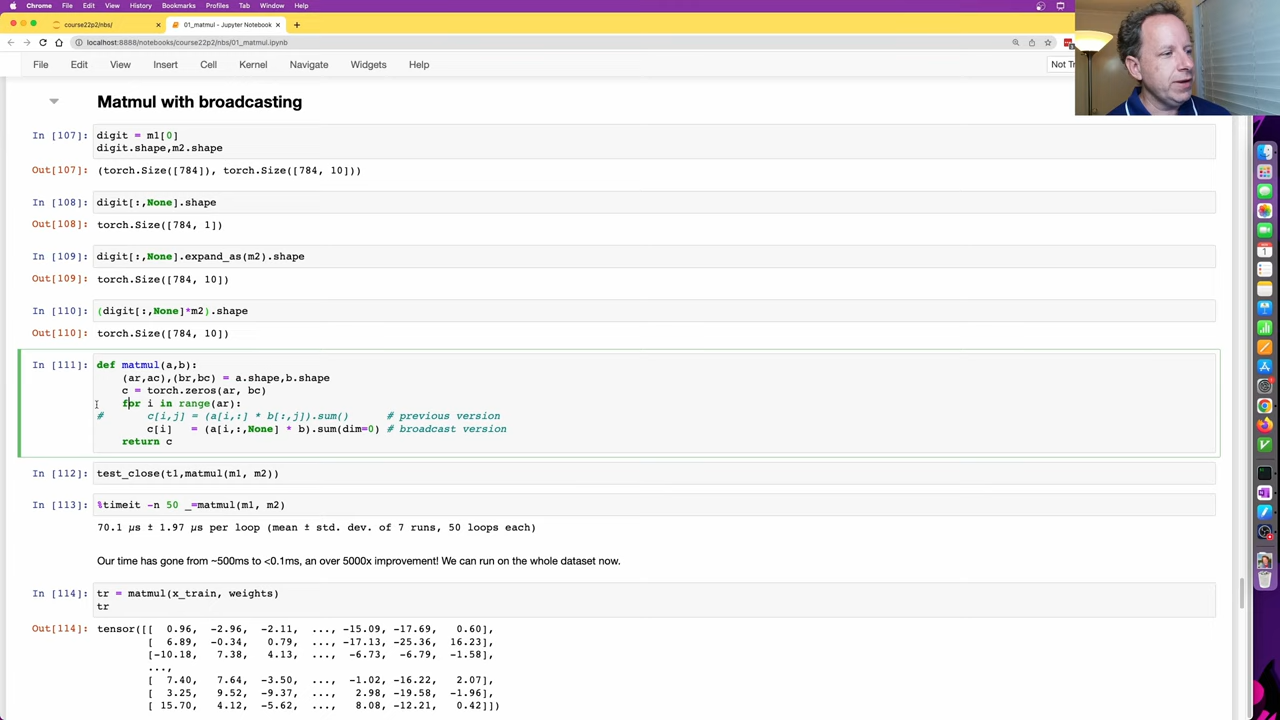 Chrome File Edit View History Bookmarks Profiles Tab Window Help
course22p2/nbs/
01_matmul - Jupyter Notebook
localhost:8888/notebooks/course22p2/nbs/01_matmul.ipynb
File Edit View Insert Cell Kernel Navigate Widgets Help
Matmul with broadcasting
In [107]: digit = m1[0]
digit.shape,m2.shape
Out[107]: (torch.Size([784]), torch.Size([784, 10]))
In [108]: digit[:,None].shape
Out[108]: torch.Size([784, 1])
In [109]: digit[:,None].expand_as(m2).shape
Out[109]: torch.Size([784, 10])
In [110]: (digit[:,None]*m2).shape
Out[110]: torch.Size([784, 10])
In [111]: def matmul(a,b):
(ar,ac),(br,bc) = a.shape,b.shape
c = torch.zeros(ar, bc)
for i in range(ar):
# c[i,j] = (a[i,:] * b[:,j]).sum() # previous version
c[i] = (a[i,:,None] * b).sum(dim=0) # broadcast version
return c
In [112]: test_close(t1,matmul(m1, m2))
In [113]: %timeit -n 50 _=matmul(m1, m2)
70.1 µs ± 1.97 µs per loop (mean ± std. dev. of 7 runs, 50 loops each)
Our time has gone from ~500ms to <0.1ms, an over 5000x improvement! We can run on the whole dataset now.
In [114]: tr = matmul(x_train, weights)
tr
Out[114]: tensor([[ 0.96, -2.96, -2.11, ..., -15.09, -17.69, 0.60],
[ 6.89, -0.34, 0.79, ..., -17.13, -25.36, 16.23],
[-10.18, 7.38, 4.13, ..., -6.73, -6.79, -1.58],
...,
[ 7.40, 7.64, -3.50, ..., -1.02, -16.22, 2.07],
[ 3.25, 9.52, -9.37, ..., 2.98, -19.58, -1.96],
[ 15.70, 4.12, -5.62, ..., 8.08, -12.21, 0.42]])